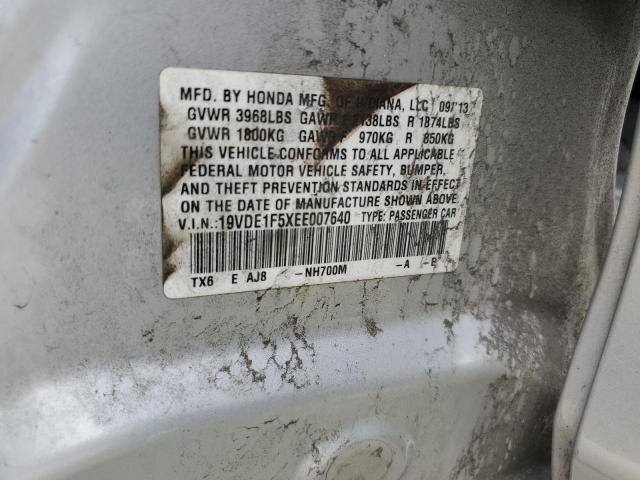 MFD. BY HONDA MFG. OF INDIANA, LLC 09/13
GVWR 3968LBS GAWR F 2138LBS R 1874LBS
GVWR 1800KG GAWR F 970KG R 850KG
THIS VEHICLE CONFORMS TO ALL APPLICABLE
FEDERAL MOTOR VEHICLE SAFETY, BUMPER,
AND THEFT PREVENTION STANDARDS IN EFFECT
ON THE DATE OF MANUFACTURE SHOWN ABOVE.
V.I.N.:19VDE1F5XEE007640 TYPE: PASSENGER CAR
TX6 E AJ8 -NH700M -A -B